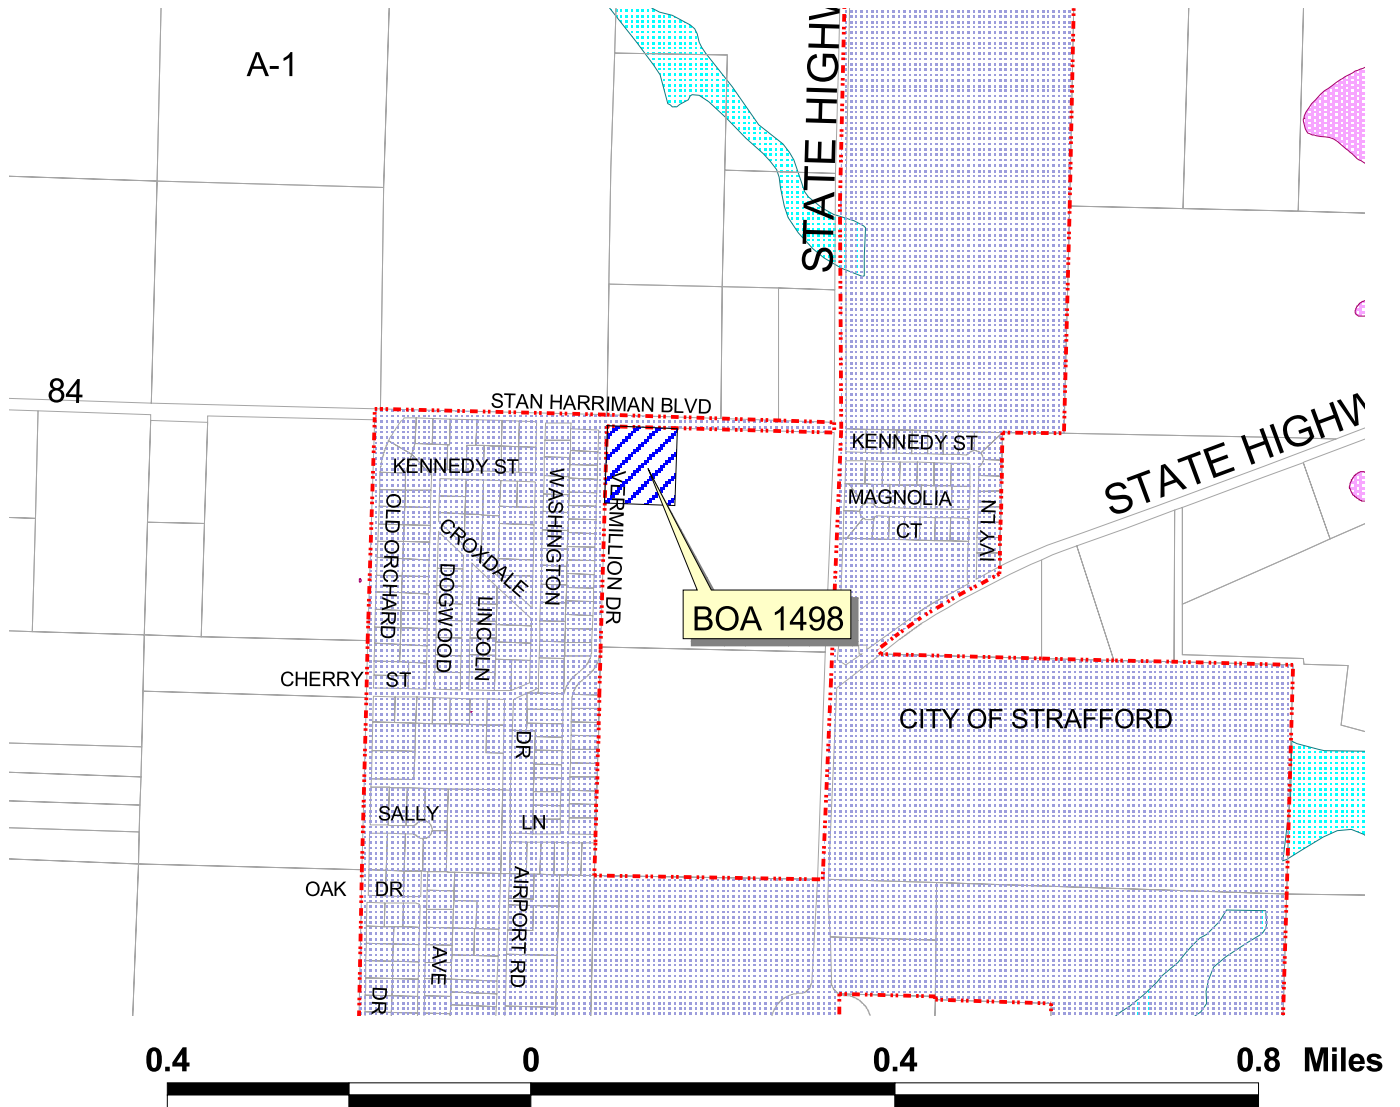 A-1
STATE HIGHW
84
STAN HARRIMAN BLVD
KENNEDY ST
KENNEDY ST
STATE HIGHW
WASHINGTON
VERMILLION DR
OLD ORCHARD
CROXDALE
MAGNOLIA
CT
IVY LN
DOGWOOD
LINCOLN
BOA 1498
CHERRY ST
CITY OF STRAFFORD
DR
SALLY LN
OAK DR
AIRPORT RD
AVE
DR
0.4 0 0.4 0.8 Miles